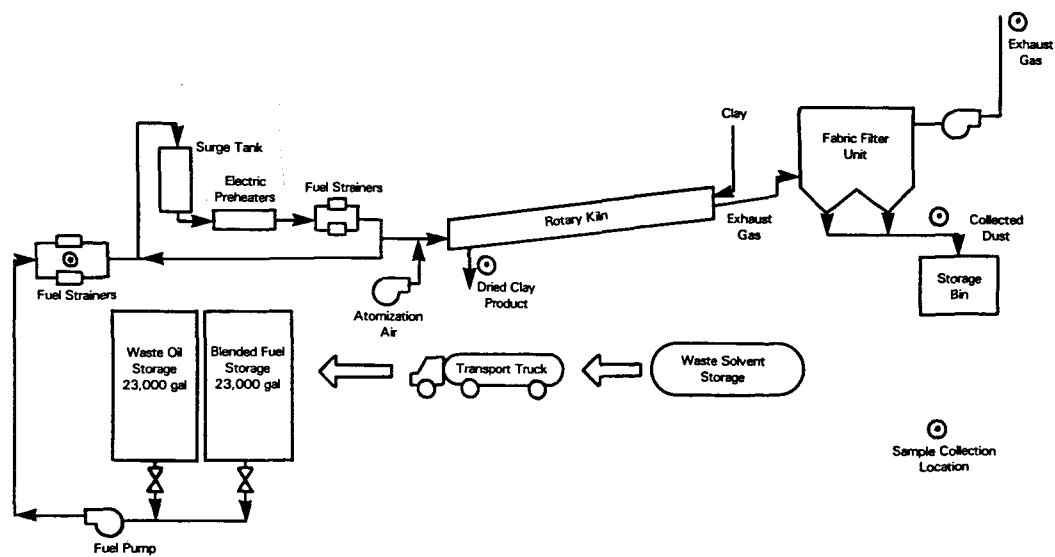 Exhaust
Gas
Clay
Fabric Filter
Unit
Surge Tank
Electric
Preheaters
Fuel Strainers
Rotary Kiln
Exhaust
Gas
Collected
Dust
Storage
Bin
Fuel Strainers
Dried Clay
Product
Atomization
Air
Waste Oil
Storage
23,000 gal
Blended Fuel
Storage
23,000 gal
Transport Truck
Waste Solvent
Storage
Sample Collection
Location
Fuel Pump